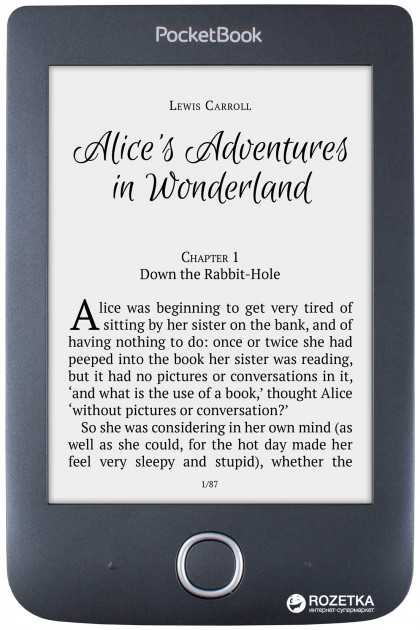 PocketBook
Lewis Carroll
Alice's Adventures
in Wonderland
Chapter 1
Down the Rabbit-Hole
Alice was beginning to get very tired of
sitting by her sister on the bank, and of
having nothing to do: once or twice she had
peeped into the book her sister was reading,
but it had no pictures or conversations in it,
‘and what is the use of a book,’ thought Alice
‘without pictures or conversation?’
So she was considering in her own mind (as
well as she could, for the hot day made her
feel very sleepy and stupid), whether the
1/87
ROZETKA
интернет-супермаркет